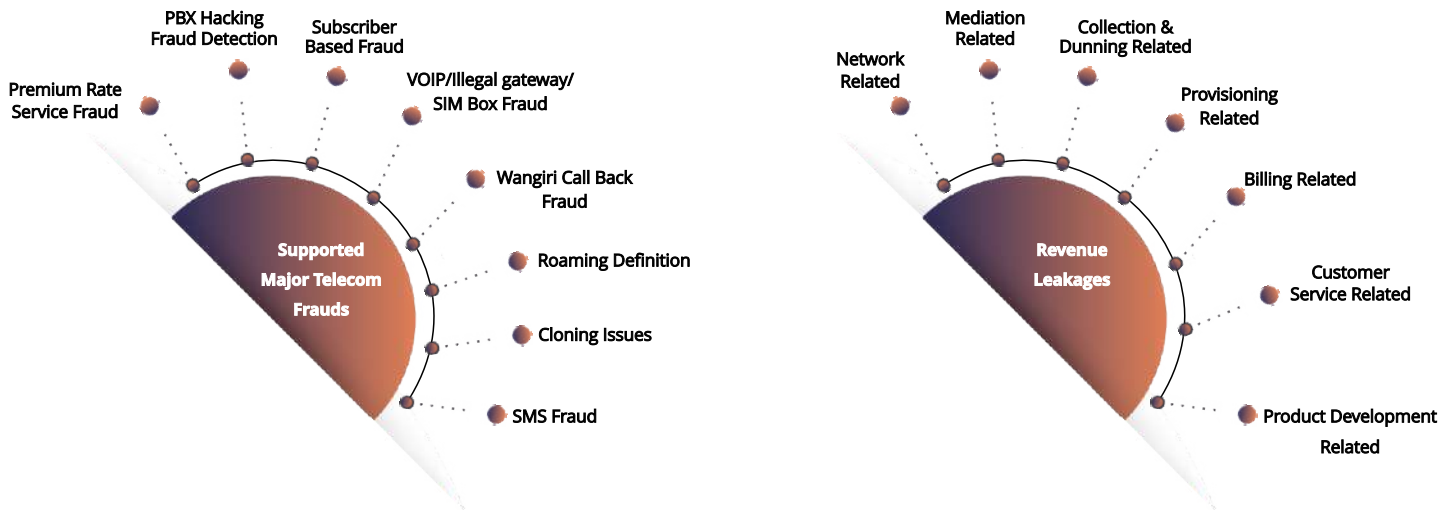 PBX Hacking
Fraud Detection
Subscriber
Based Fraud
Premium Rate
Service Fraud
VOIP/Illegal gateway/
SIM Box Fraud
Wangiri Call Back
Fraud
Roaming Definition
Cloning Issues
SMS Fraud
Supported
Major Telecom
Frauds
Network
Related
Mediation
Related
Collection &
Dunning Related
Provisioning
Related
Billing Related
Customer
Service Related
Product Development
Related
Revenue
Leakages